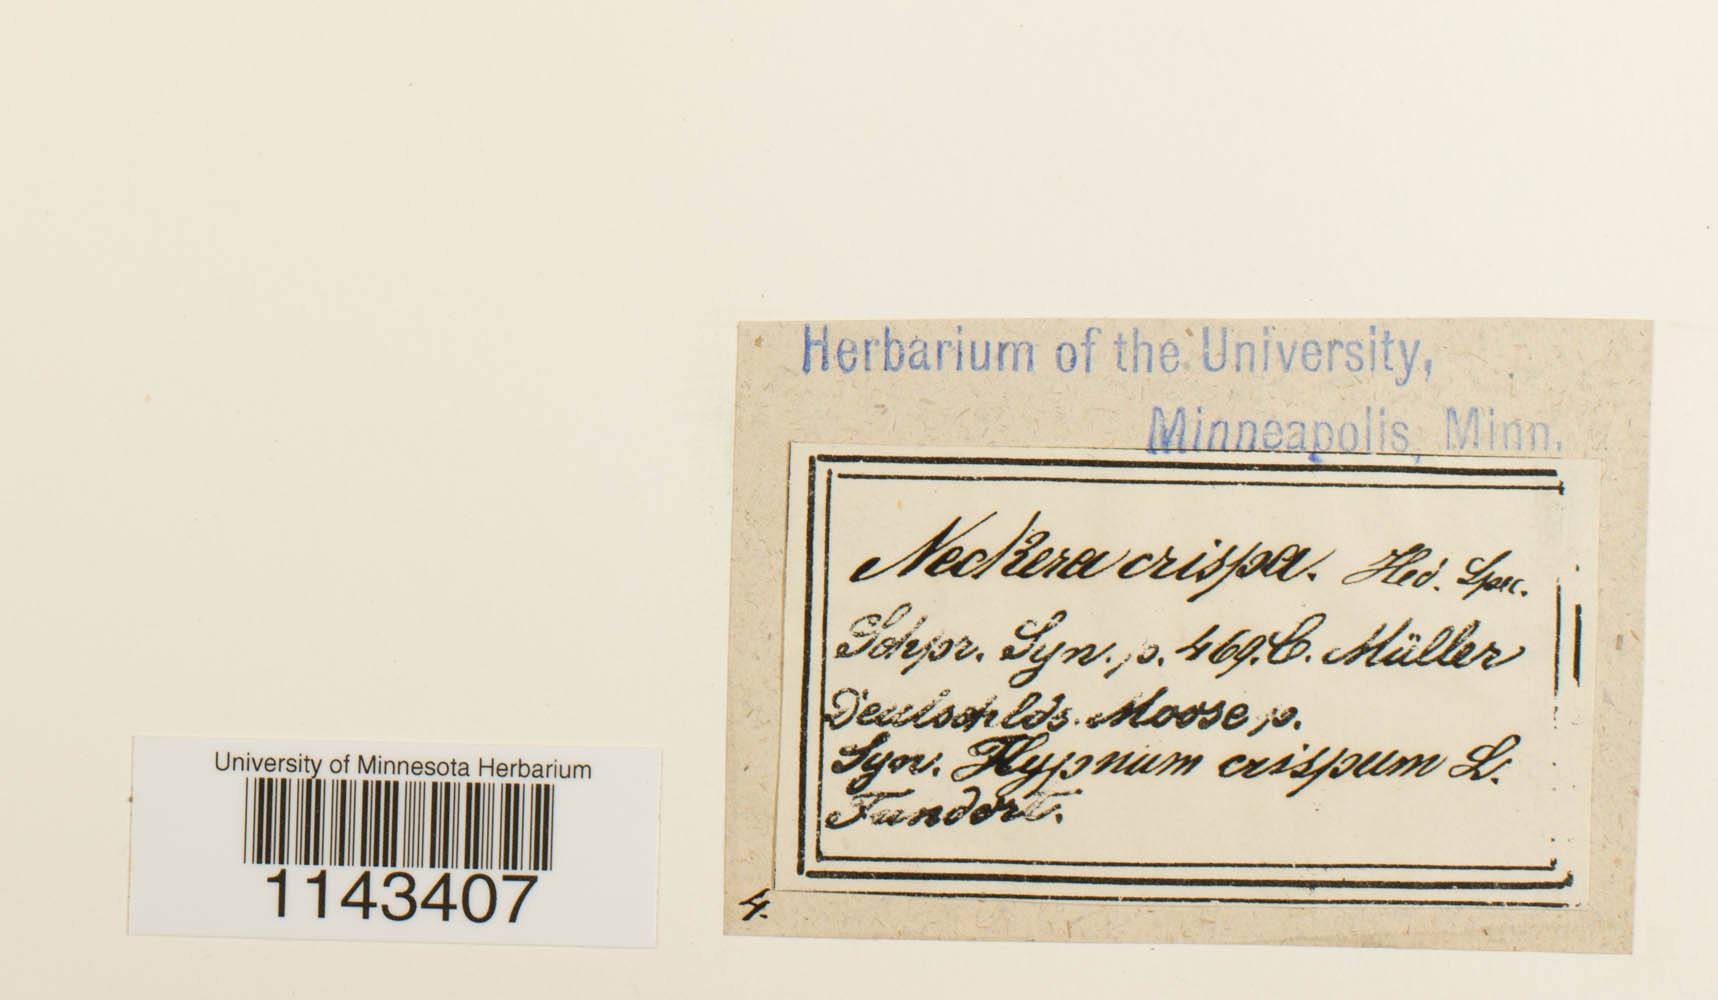 Herbarium of the University,
Minneapolis, Minn.
Neckera crispa. Hed. Spec.
Schpr. Syn. p. 469. C. Müller
Deutschlds. Moose p.
Syn. Hypnum crispum L.
Fundort.
4.
University of Minnesota Herbarium
1143407